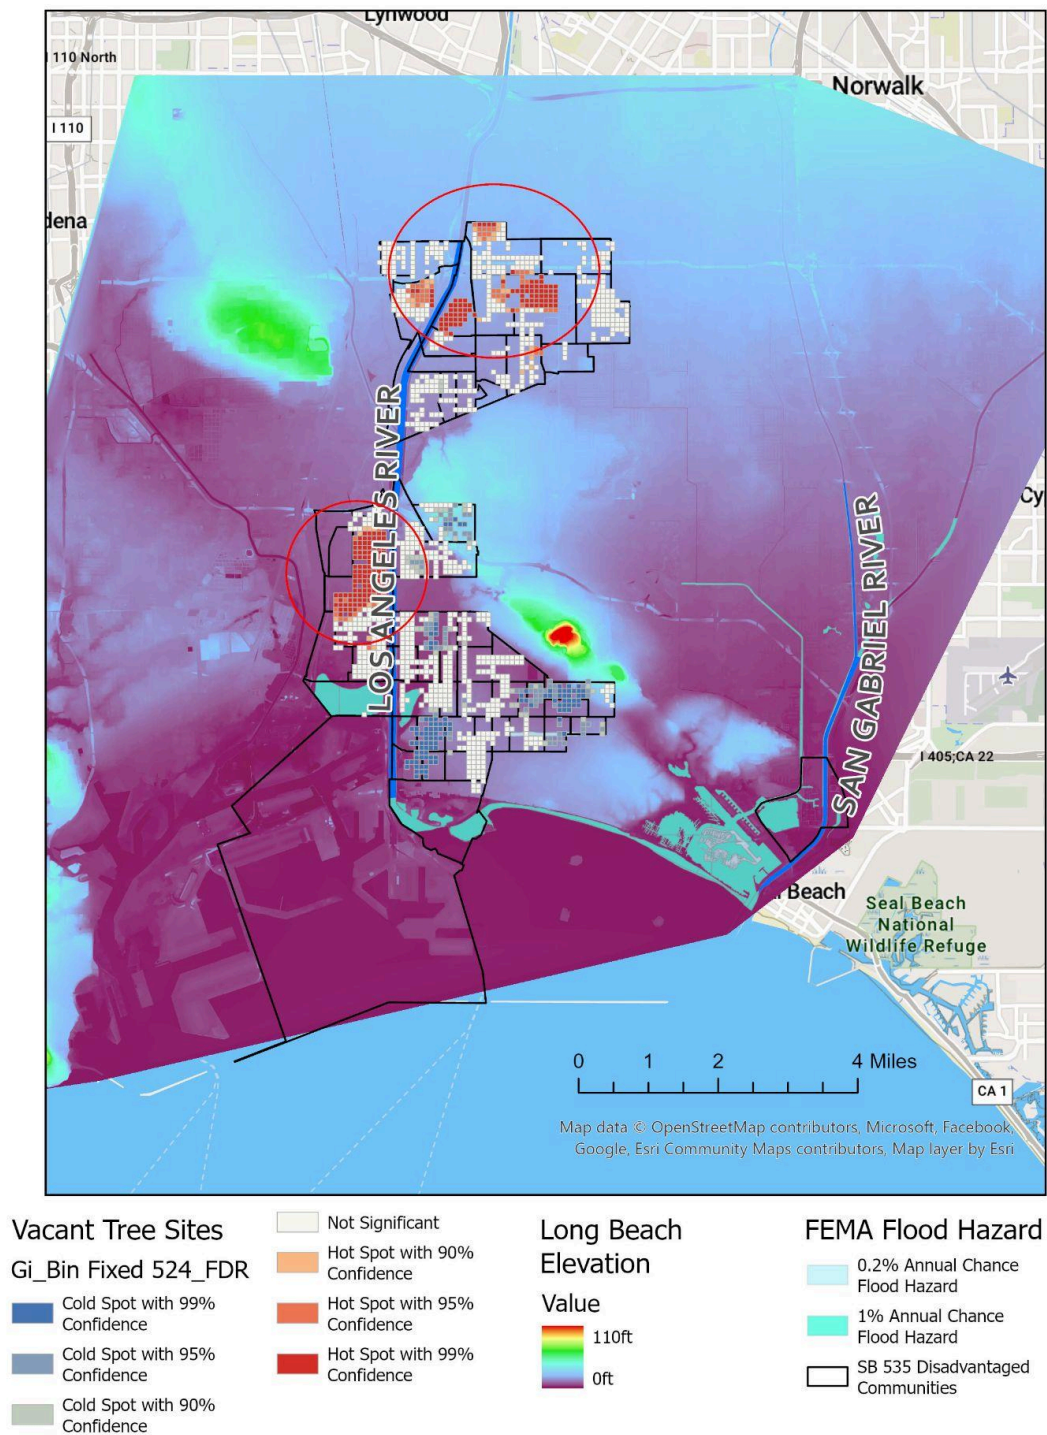 Lynwood
I 110 North
Norwalk
I 110
dena
LOS ANGELES RIVER
Cy
SAN GABRIEL RIVER
I 405;CA 22
Beach
Seal Beach
National
Wildlife Refuge
0 1 2 4 Miles
CA 1
Map data © OpenStreetMap contributors, Microsoft, Facebook,
Google, Esri Community Maps contributors, Map layer by Esri
Vacant Tree Sites
Gi_Bin Fixed 524_FDR
Cold Spot with 99%
Confidence
Cold Spot with 95%
Confidence
Cold Spot with 90%
Confidence
Not Significant
Hot Spot with 90%
Confidence
Hot Spot with 95%
Confidence
Hot Spot with 99%
Confidence
Long Beach
Elevation
Value
110ft
0ft
FEMA Flood Hazard
0.2% Annual Chance
Flood Hazard
1% Annual Chance
Flood Hazard
SB 535 Disadvantaged
Communities